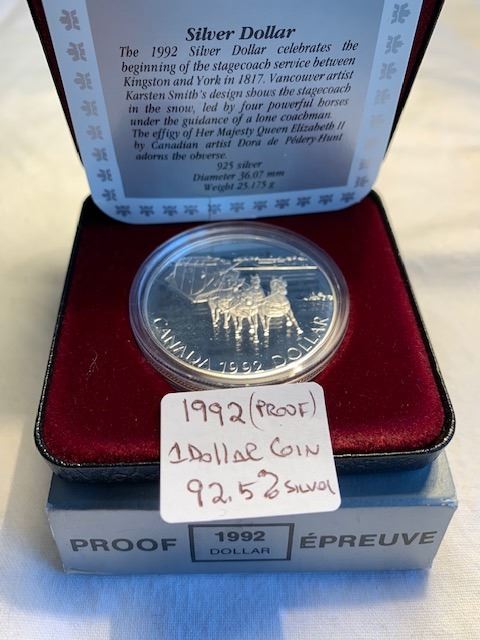 Silver Dollar
The 1992 Silver Dollar celebrates the
beginning of the stagecoach service between
Kingston and York in 1817. Vancouver artist
Karsten Smith's design shows the stagecoach
in the snow, led by four powerful horses
under the guidance of a lone coachman.
The effigy of Her Majesty Queen Elizabeth II
by Canadian artist Dora de Pédery-Hunt
adorns the obverse.
925 silver
Diameter 36.07 mm
Weight 25.175 g
CANADA 1992 DOLLAR
1992 (PROOF)
1 Dollar Coin
92.5% SILVER
PROOF 1992 DOLLAR ÉPREUVE